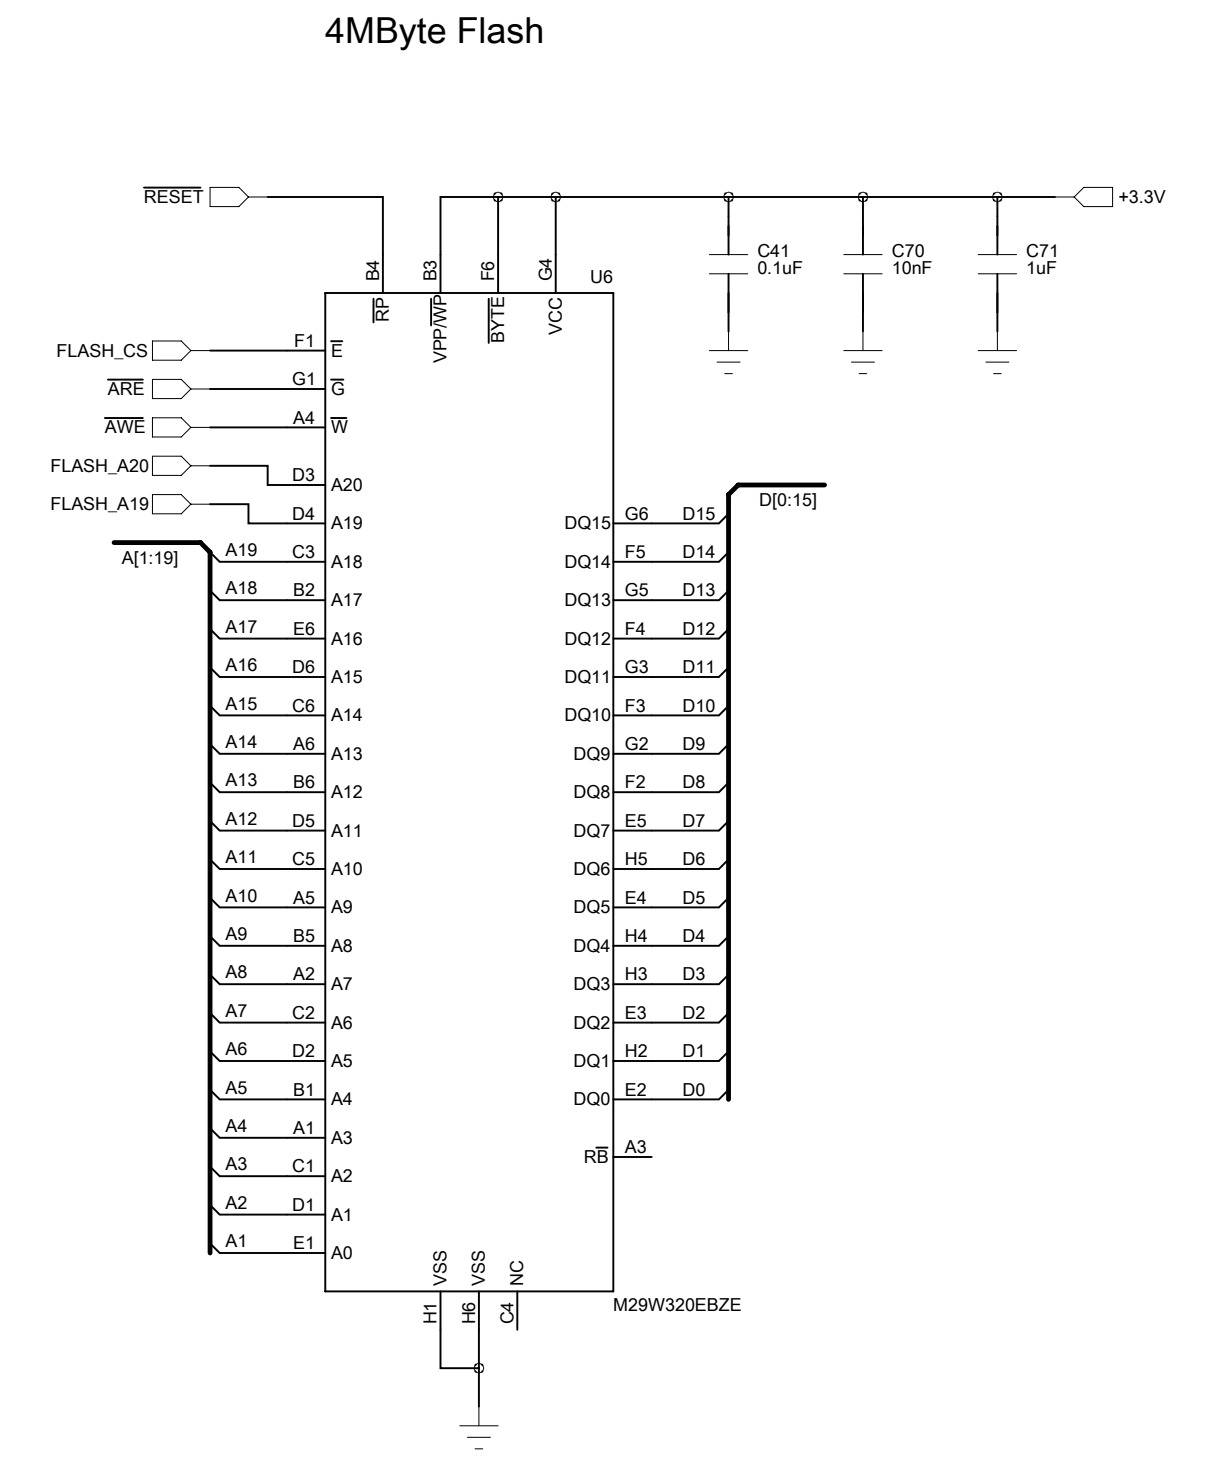 4MByte Flash
RESET
+3.3V
B4
B3
F6
G4
C41
0.1uF
C70
10nF
C71
1uF
U6
RP
VPP/WP
BYTE
VCC
FLASH_CS F1 E
ARE G1 G
AWE A4 W
FLASH_A20 D3 A20
FLASH_A19 D4 A19
A[1:19]
A19 C3 A18
A18 B2 A17
A17 E6 A16
A16 D6 A15
A15 C6 A14
A14 A6 A13
A13 B6 A12
A12 D5 A11
A11 C5 A10
A10 A5 A9
A9 B5 A8
A8 A2 A7
A7 C2 A6
A6 D2 A5
A5 B1 A4
A4 A1 A3
A3 C1 A2
A2 D1 A1
A1 E1 A0
D[0:15]
DQ15 G6 D15
DQ14 F5 D14
DQ13 G5 D13
DQ12 F4 D12
DQ11 G3 D11
DQ10 F3 D10
DQ9 G2 D9
DQ8 F2 D8
DQ7 E5 D7
DQ6 H5 D6
DQ5 E4 D5
DQ4 H4 D4
DQ3 H3 D3
DQ2 E3 D2
DQ1 H2 D1
DQ0 E2 D0
RB A3
VSS
VSS
NC
H1
H6
C4
M29W320EBZE